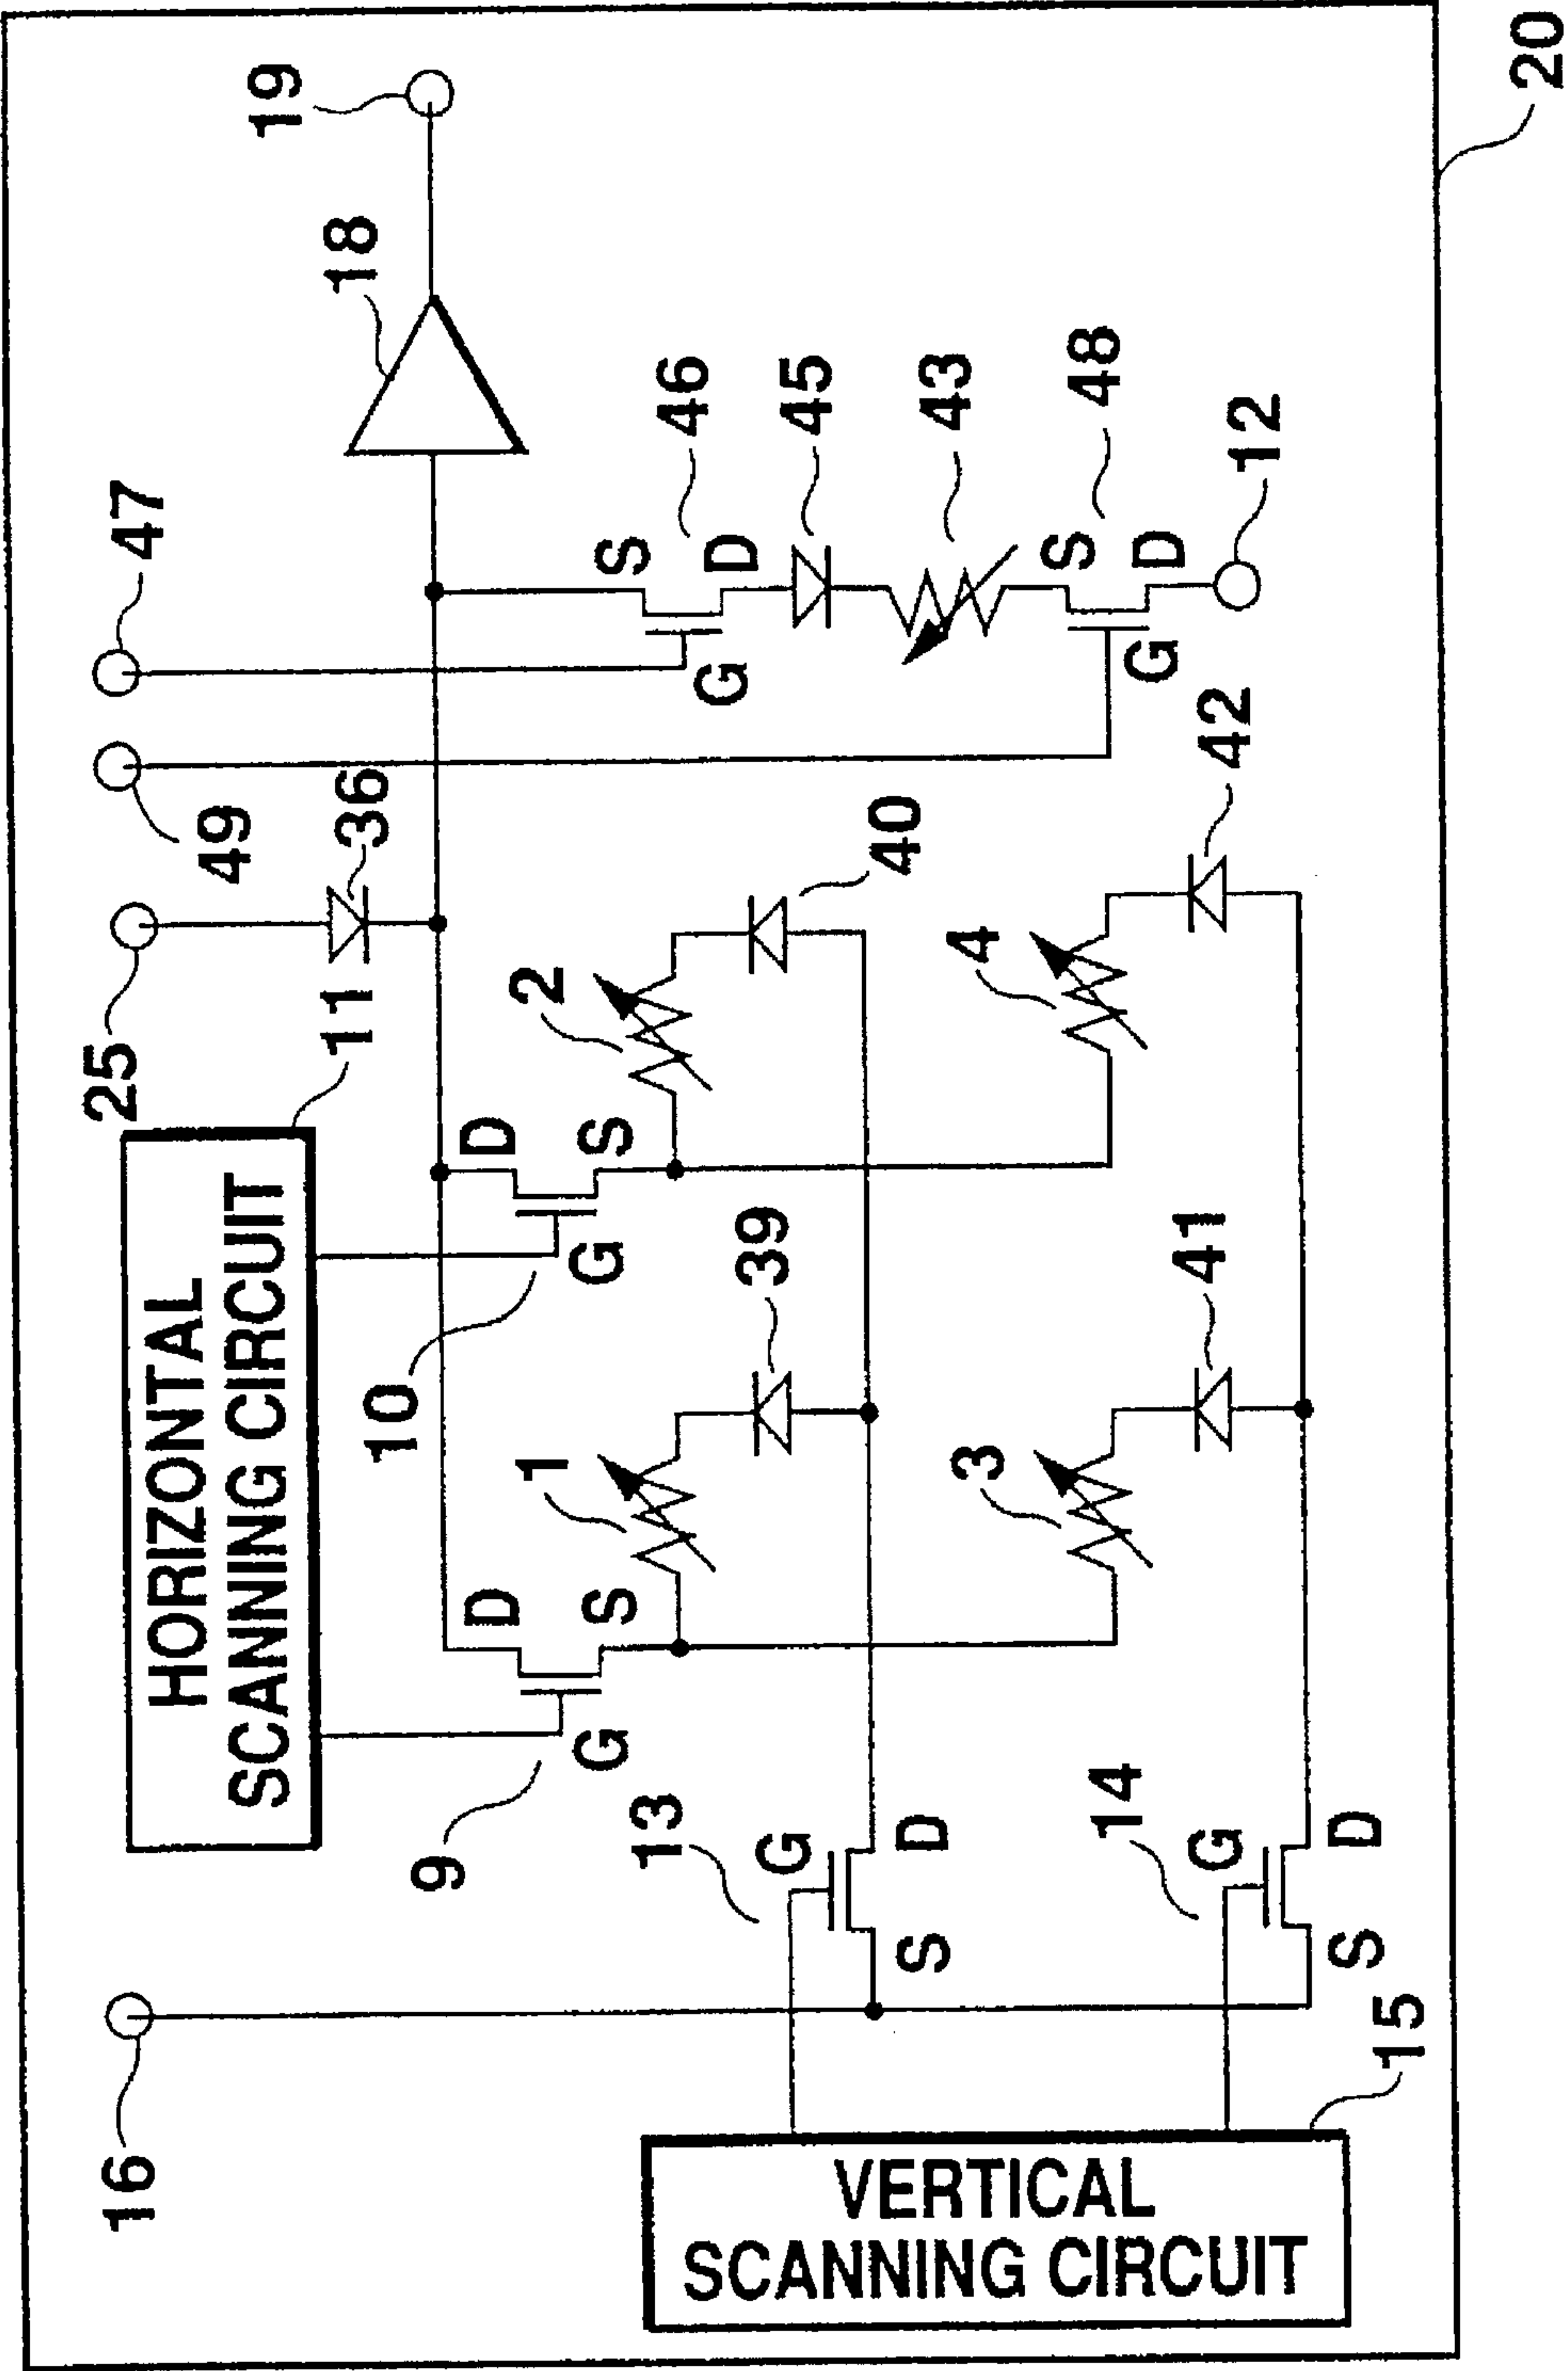 16
25
49
47
19
HORIZONTAL
SCANNING CIRCUIT
11
36
18
9
10
D
S
G
D
S
G
1
2
39
40
S
D
G
46
45
43
S
D
G
48
12
13
G
S
D
3
4
41
42
14
G
S
D
VERTICAL
SCANNING CIRCUIT
15
20